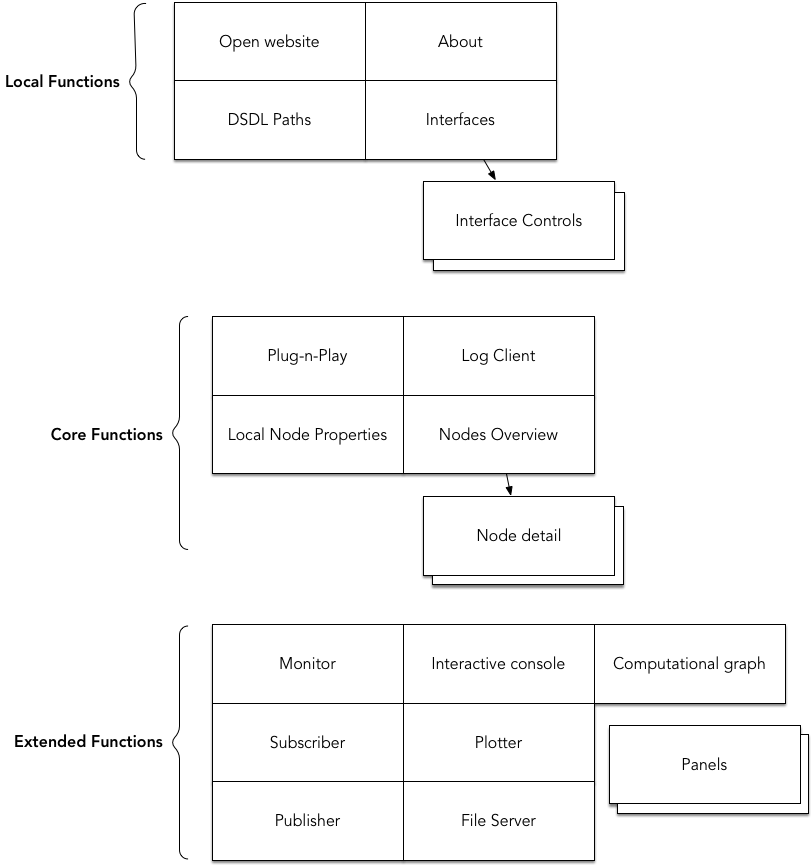 Open website
About
Local Functions
DSDL Paths
Interfaces
Interface Controls
Plug-n-Play
Log Client
Core Functions
Local Node Properties
Nodes Overview
Node detail
Monitor
Interactive console
Computational graph
Extended Functions
Subscriber
Plotter
Panels
Publisher
File Server